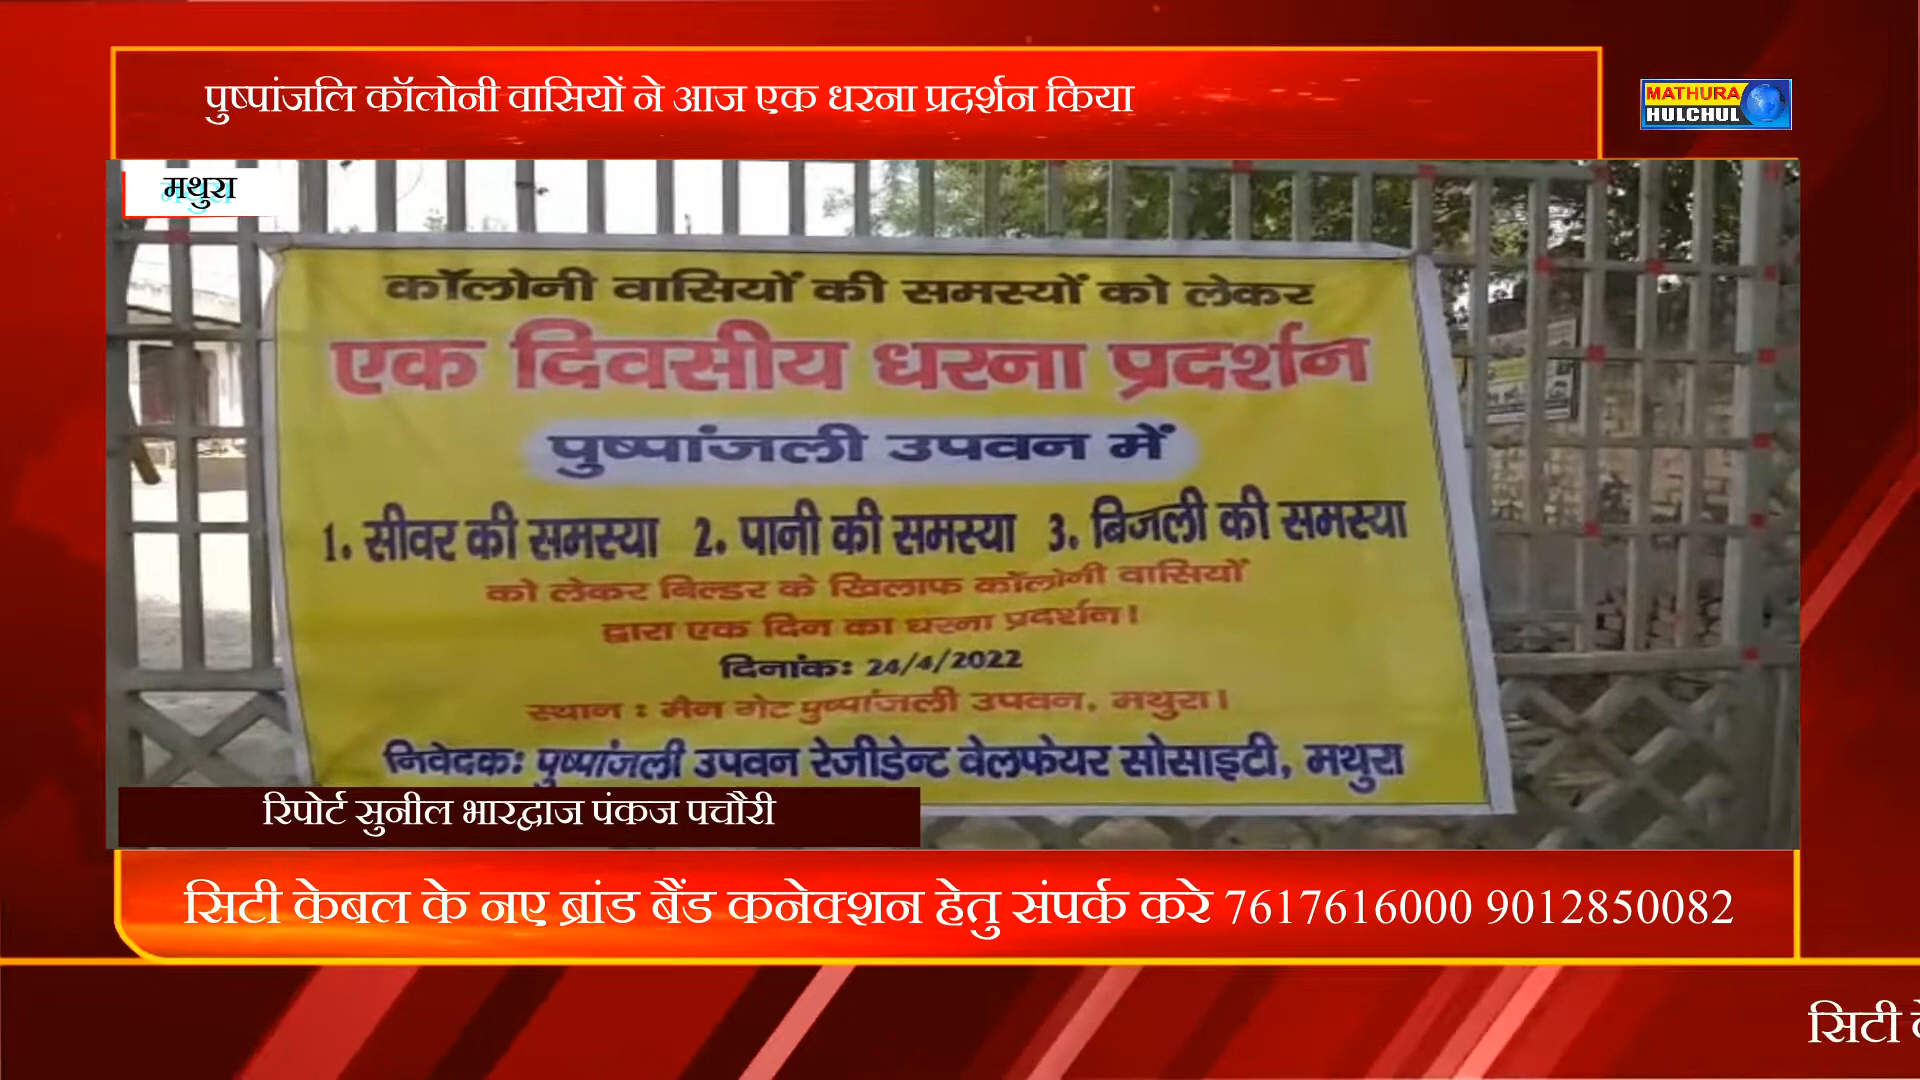 पुष्पांजलि कॉलोनी वासियों ने आज एक धरना प्रदर्शन किया
MATHURA
HULCHUL
मथुरा
कॉलोनी वासियों की समस्यों को लेकर
एक दिवसीय धरना प्रदर्शन
पुष्पांजली उपवन में
1. सीवर की समस्या 2. पानी की समस्या 3. बिजली की समस्या
को लेकर बिल्डर के खिलाफ कॉलोनी वासियों
द्वारा एक दिन का धरना प्रदर्शन।
दिनांकः 24/4/2022
स्थान : मैन गेट पुष्पांजली उपवन, मथुरा।
निवेदकः पुष्पांजली उपवन रेजीडेन्ट वेलफेयर सोसाइटी, मथुरा
रिपोर्ट सुनील भारद्वाज पंकज पचौरी
सिटी केबल के नए ब्रांड बैंड कनेक्शन हेतु संपर्क करे 7617616000 9012850082
सिटी